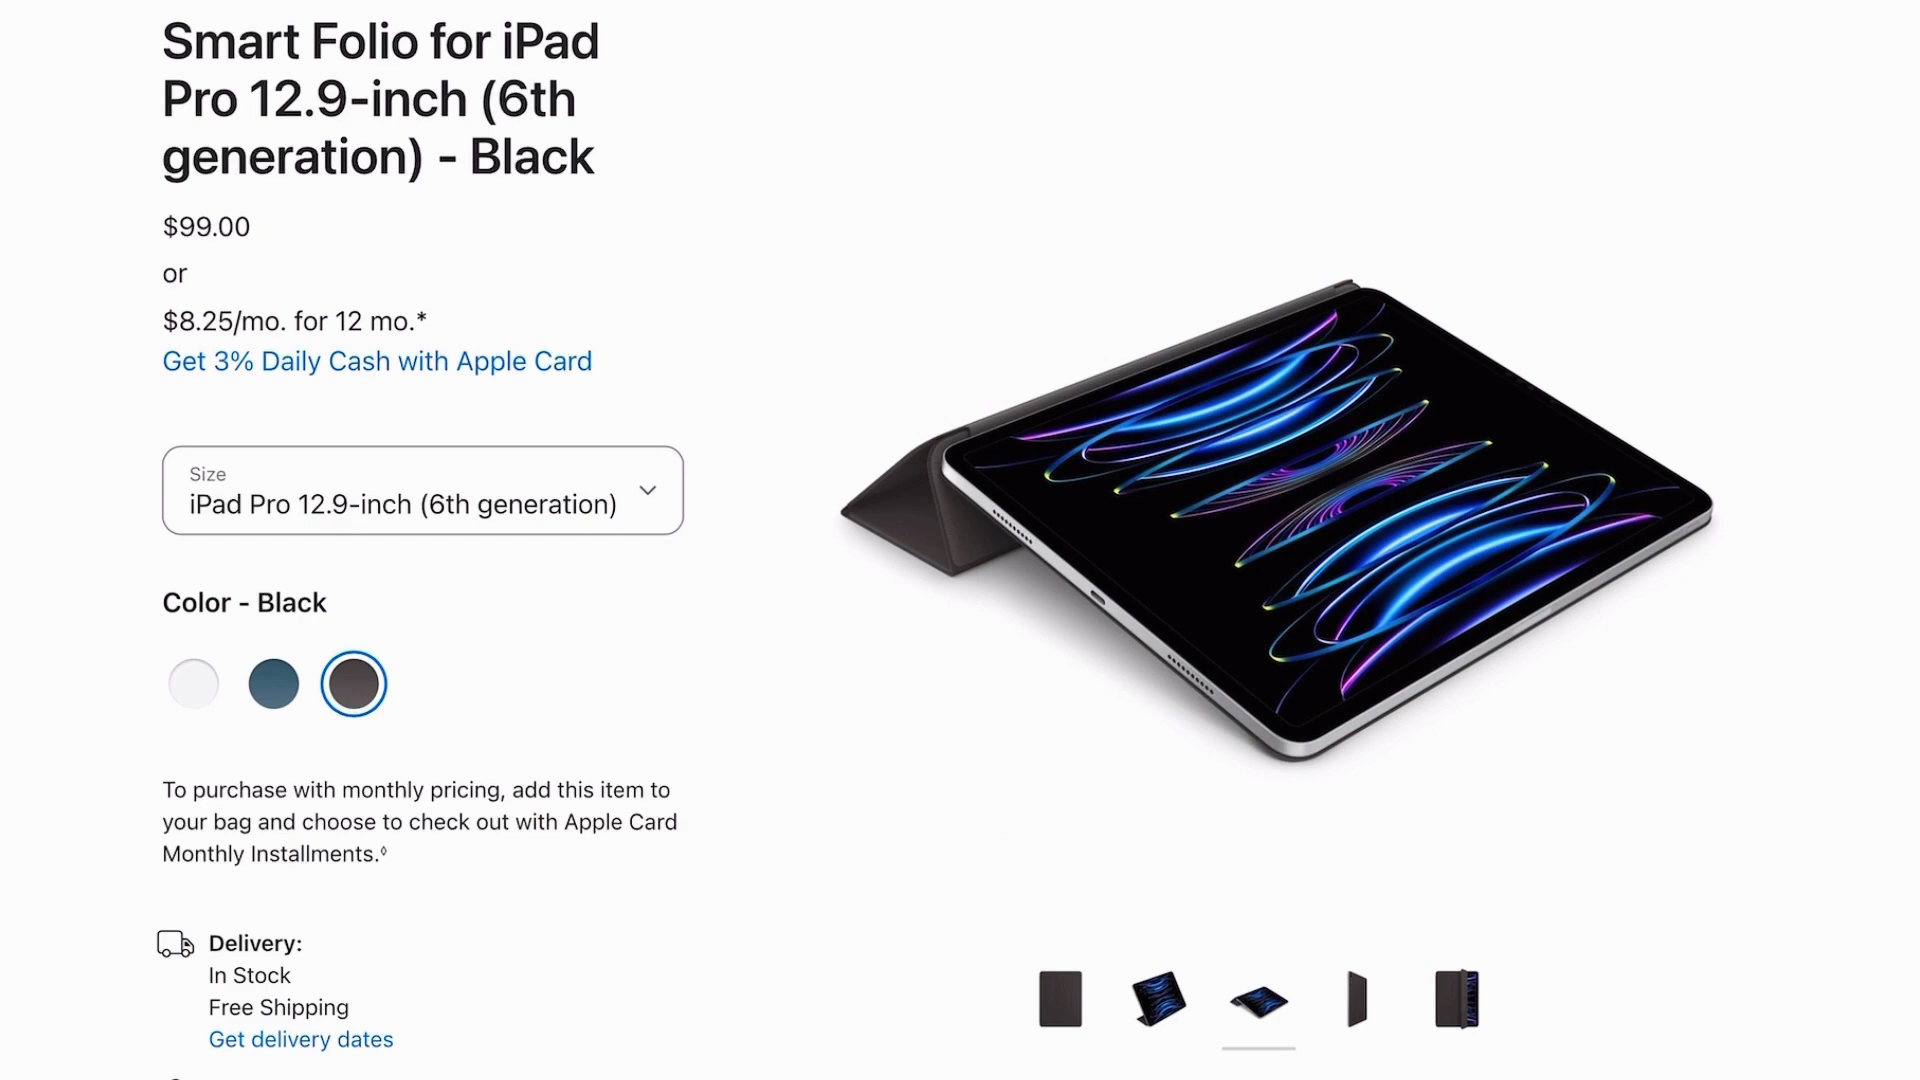 Smart Folio for iPad
Pro 12.9-inch (6th
generation) - Black
$99.00
or
$8.25/mo. for 12 mo.*
Get 3% Daily Cash with Apple Card
Size
iPad Pro 12.9-inch (6th generation)
Color - Black
To purchase with monthly pricing, add this item to
your bag and choose to check out with Apple Card
Monthly Installments.◊
Delivery:
In Stock
Free Shipping
Get delivery dates